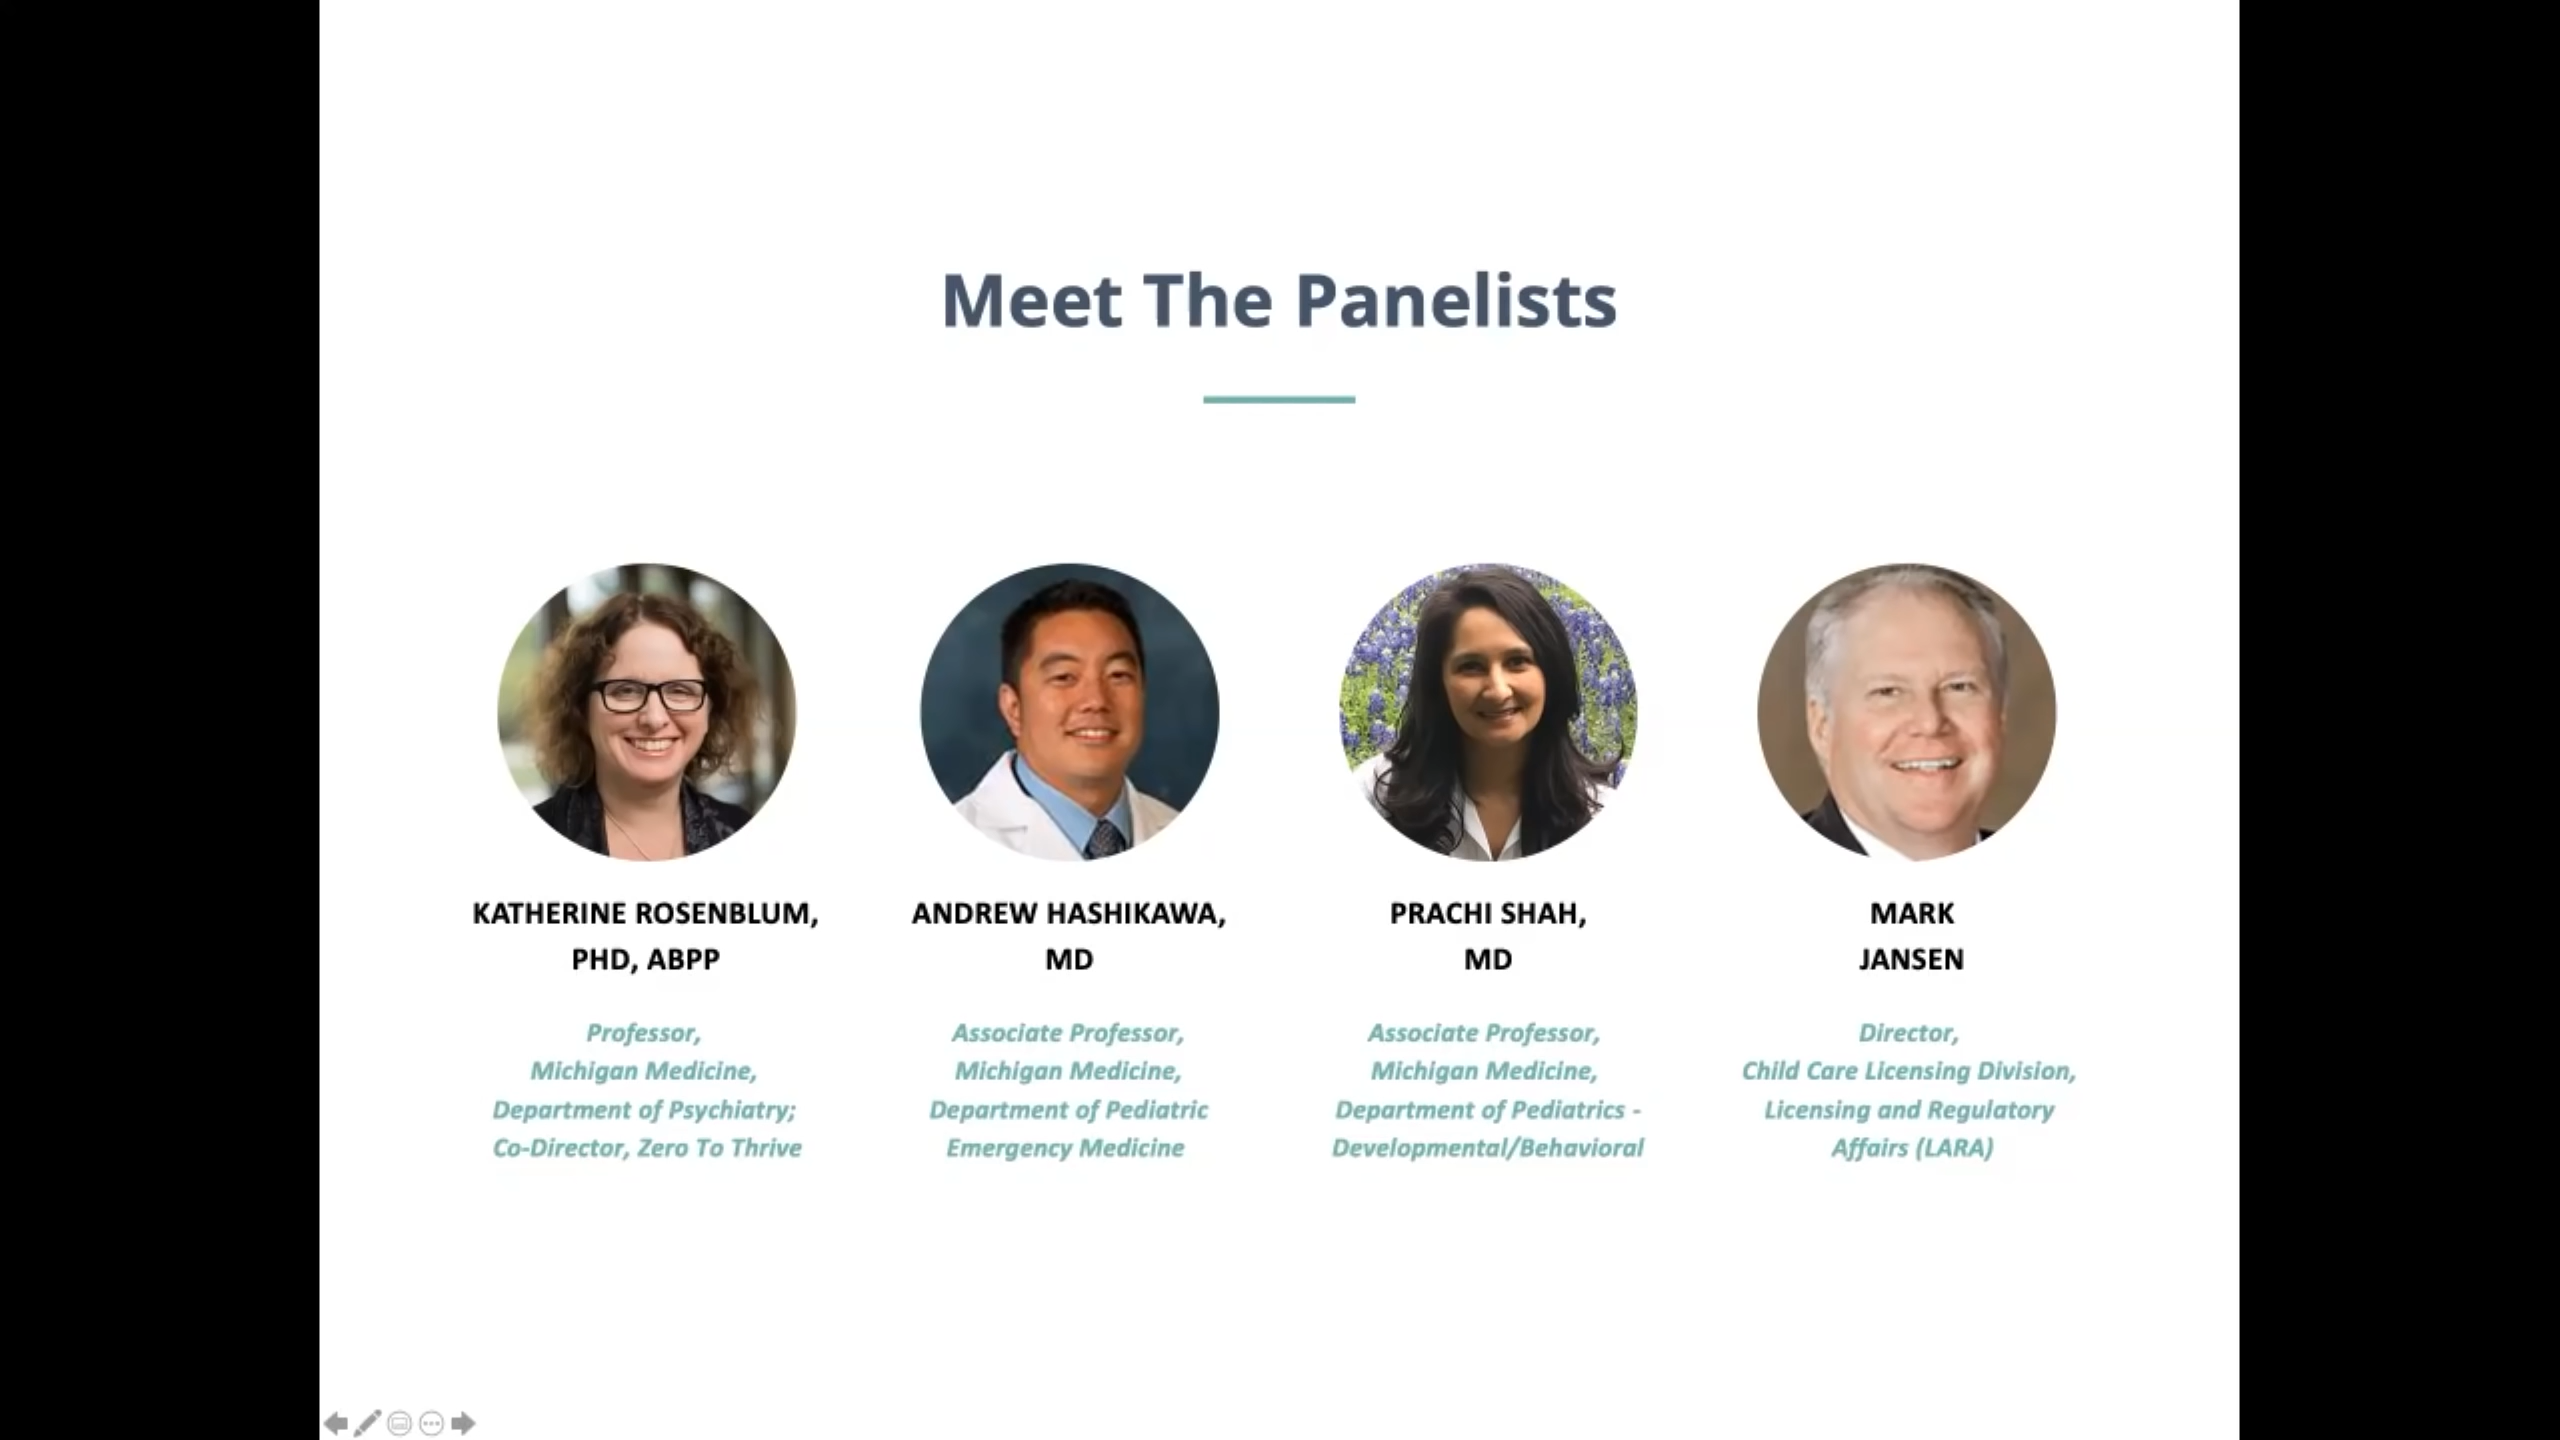 Meet The Panelists
KATHERINE ROSENBLUM,
PHD, ABPP
Professor,
Michigan Medicine,
Department of Psychiatry;
Co-Director, Zero To Thrive
ANDREW HASHIKAWA,
MD
Associate Professor,
Michigan Medicine,
Department of Pediatric
Emergency Medicine
PRACHI SHAH,
MD
Associate Professor,
Michigan Medicine,
Department of Pediatrics -
Developmental/Behavioral
MARK
JANSEN
Director,
Child Care Licensing Division,
Licensing and Regulatory
Affairs (LARA)